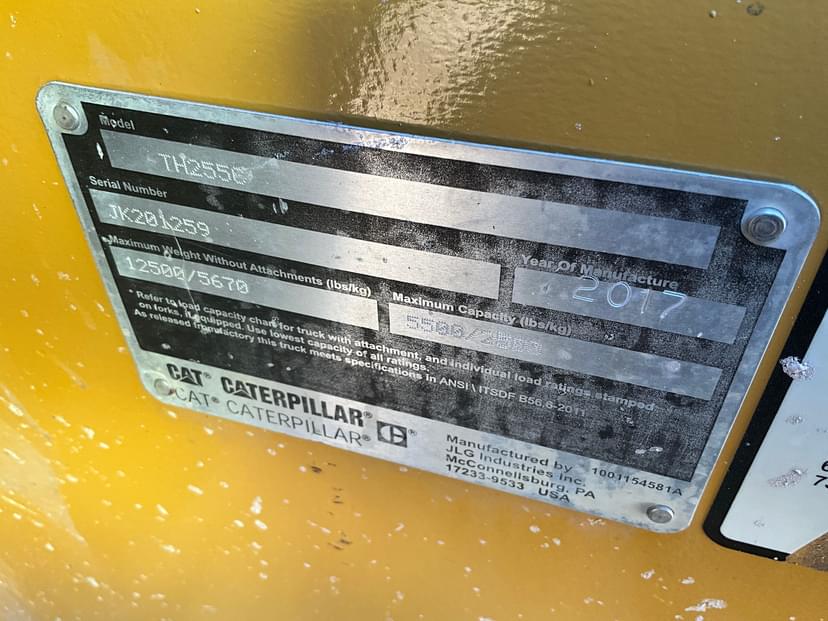 Model
TH255C
Serial Number
JK201259
Year Of Manufacture
2017
Maximum Weight Without Attachments (lbs/kg)
12500/5670
Maximum Capacity (lbs/kg)
Refer to load capacity chart for truck with attachment, and individual load ratings stamped
on forks, if equipped. Use lowest capacity of all ratings.
As released from factory this truck meets specifications in ANSI \ ITSDF B56.6-2011
CAT® CATERPILLAR®
CAT® CATERPILLAR® C®
Manufactured by 1001154581A
JLG Industries Inc.
McConnellsburg, PA
17233-9533 USA